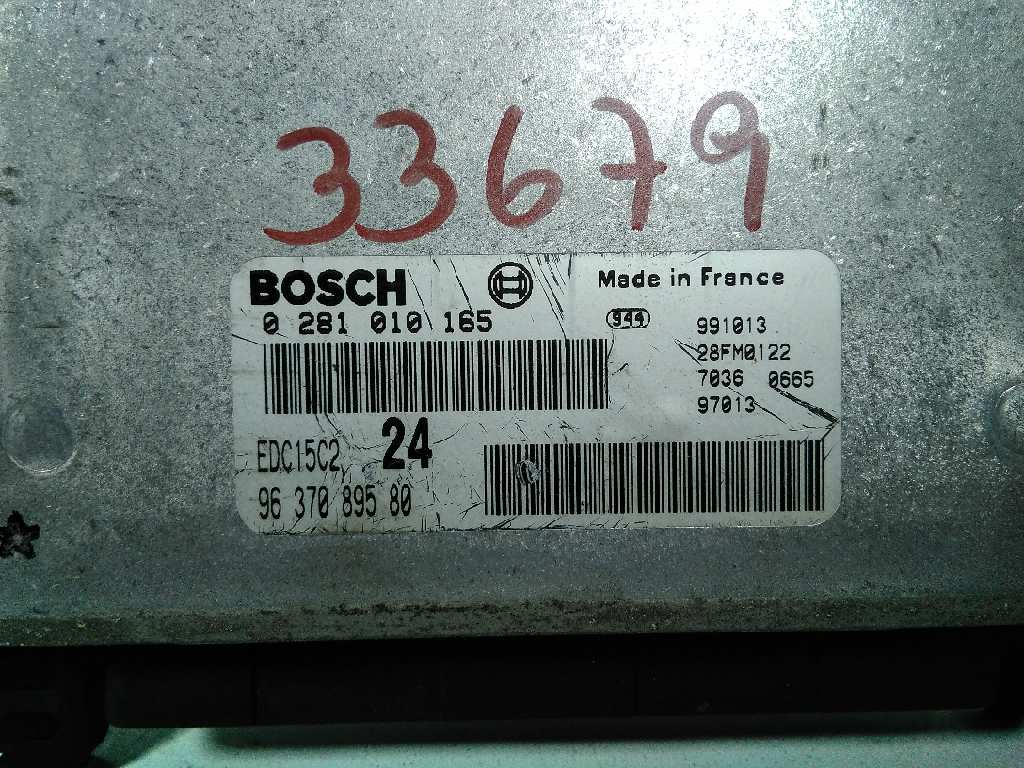 33679
BOSCH Made in France
0 281 010 165 944 991013
28FM0122
7036 0665
97013
EDC15C2 24
96 370 895 80